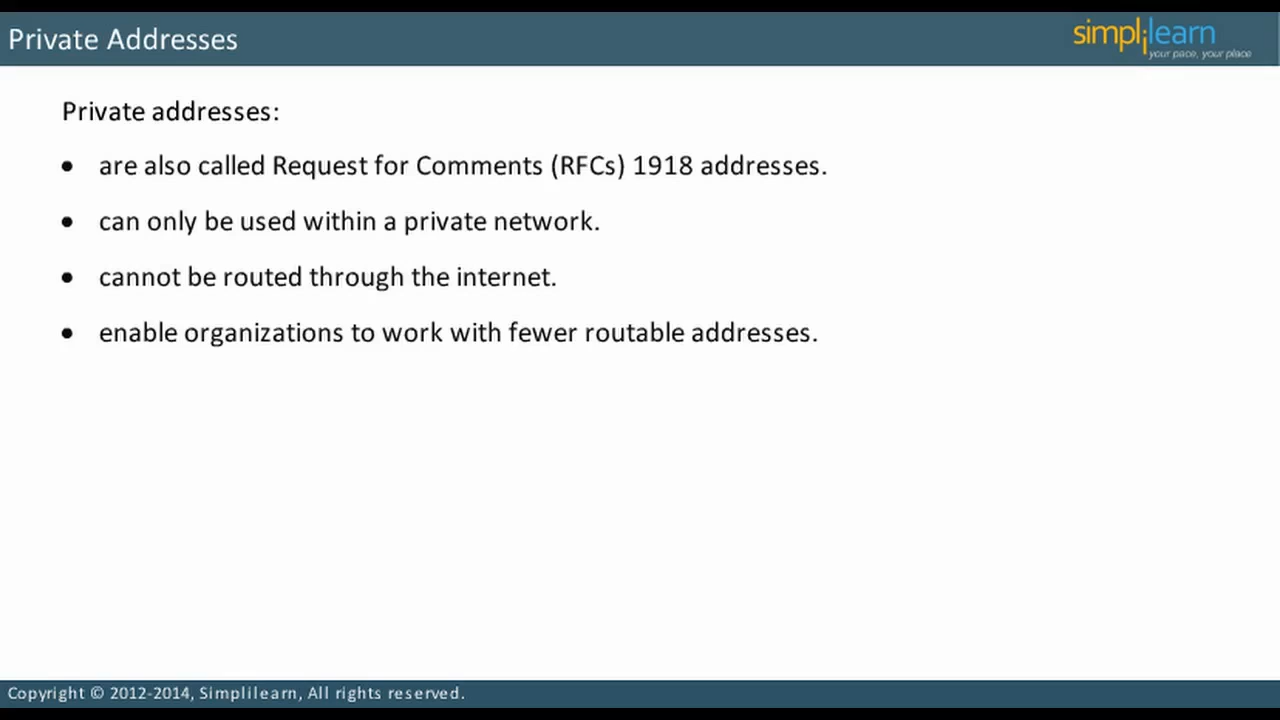 Private Addresses
simplilearn
your pace, your place
Private addresses:
• are also called Request for Comments (RFCs) 1918 addresses.
• can only be used within a private network.
• cannot be routed through the internet.
• enable organizations to work with fewer routable addresses.
Copyright © 2012-2014, Simplilearn, All rights reserved.